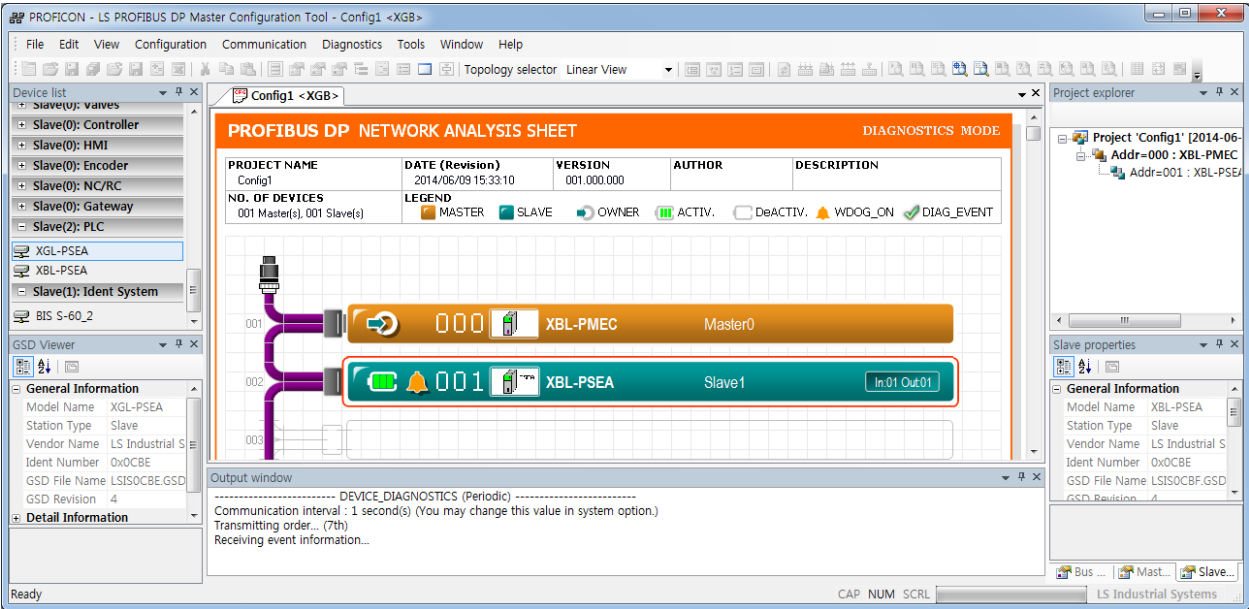 PROFICON - LS PROFIBUS DP Master Configuration Tool - Config1 <XGB>
File Edit View Configuration Communication Diagnostics Tools Window Help
Topology selector Linear View
Device list
Slave(0): Valves
Slave(0): Controller
Slave(0): HMI
Slave(0): Encoder
Slave(0): NC/RC
Slave(0): Gateway
Slave(2): PLC
XGL-PSEA
XBL-PSEA
Slave(1): Ident System
BIS S-60_2
GSD Viewer
General Information
Model Name XGL-PSEA
Station Type Slave
Vendor Name LS Industrial S
Ident Number 0x0CBE
GSD File Name LSIS0CBE.GSD
GSD Revision 4
Detail Information
Config1 <XGB>
PROFIBUS DP NETWORK ANALYSIS SHEET DIAGNOSTICS MODE
PROJECT NAME DATE (Revision) VERSION AUTHOR DESCRIPTION
Config1 2014/06/09 15:33:10 001.000.000
NO. OF DEVICES LEGEND
001 Master(s), 001 Slave(s) MASTER SLAVE OWNER ACTIV. DeACTIV. WDOG_ON DIAG_EVENT
001 000 XBL-PMEC Master0
002 001 XBL-PSEA Slave1 In:01 Out:01
003
Output window
------------------------- DEVICE_DIAGNOSTICS (Periodic) -------------------------
Communication interval : 1 second(s) (You may change this value in system option.)
Transmitting order... (7th)
Receiving event information...
Project explorer
Project 'Config1' [2014-06-
Addr=000 : XBL-PMEC
Addr=001 : XBL-PSEA
Slave properties
General Information
Model Name XBL-PSEA
Station Type Slave
Vendor Name LS Industrial S
Ident Number 0x0CBE
GSD File Name LSIS0CBF.GSD
GSD Revision 4
Bus ... Mast... Slave...
Ready CAP NUM SCRL LS Industrial Systems